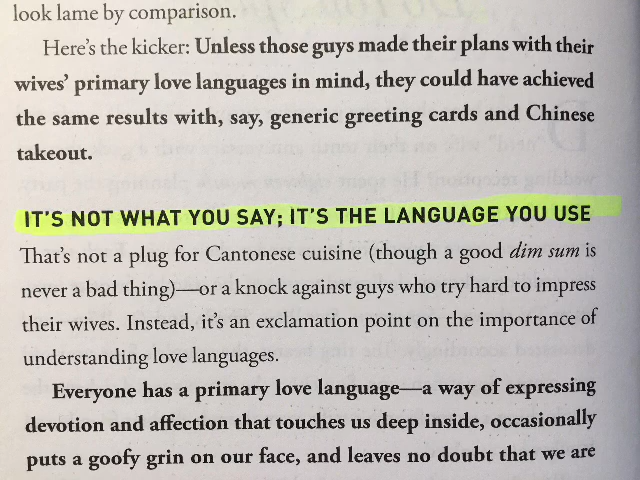 look lame by comparison.
Here's the kicker: Unless those guys made their plans with their
wives' primary love languages in mind, they could have achieved
the same results with, say, generic greeting cards and Chinese
takeout.
IT'S NOT WHAT YOU SAY; IT'S THE LANGUAGE YOU USE
That's not a plug for Cantonese cuisine (though a good dim sum is
never a bad thing)—or a knock against guys who try hard to impress
their wives. Instead, it's an exclamation point on the importance of
understanding love languages.
Everyone has a primary love language—a way of expressing
devotion and affection that touches us deep inside, occasionally
puts a goofy grin on our face, and leaves no doubt that we are